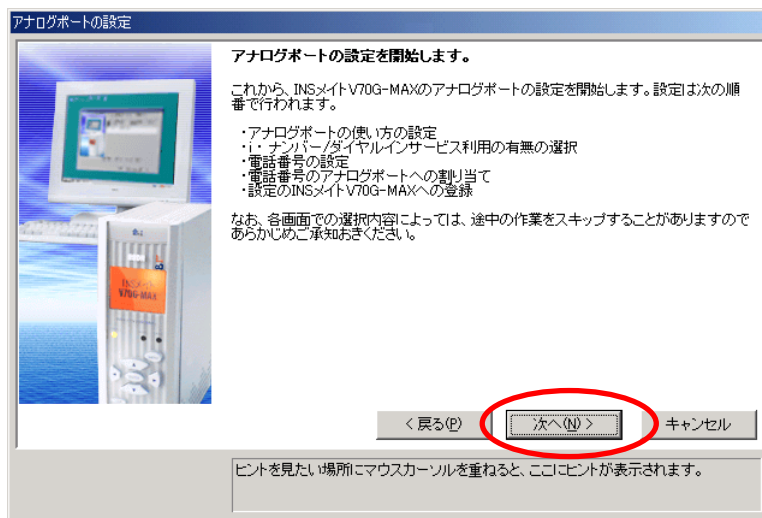 アナログポートの設定
アナログポートの設定を開始します。
これから、INSメイトV70G-MAXのアナログポートの設定を開始します。設定は次の順
番で行われます。
・アナログポートの使い方の設定
・i・ナンバー/ダイヤルインサービス利用の有無の選択
・電話番号の設定
・電話番号のアナログポートへの割り当て
・設定のINSメイトV70G-MAXへの登録
なお、各画面での選択内容によっては、途中の作業をスキップすることがありますので
あらかじめご承知おきください。
INSメイト
V70G-MAX
< 戻る(P)
次へ(N) >
キャンセル
ヒントを見たい場所にマウスカーソルを重ねると、ここにヒントが表示されます。